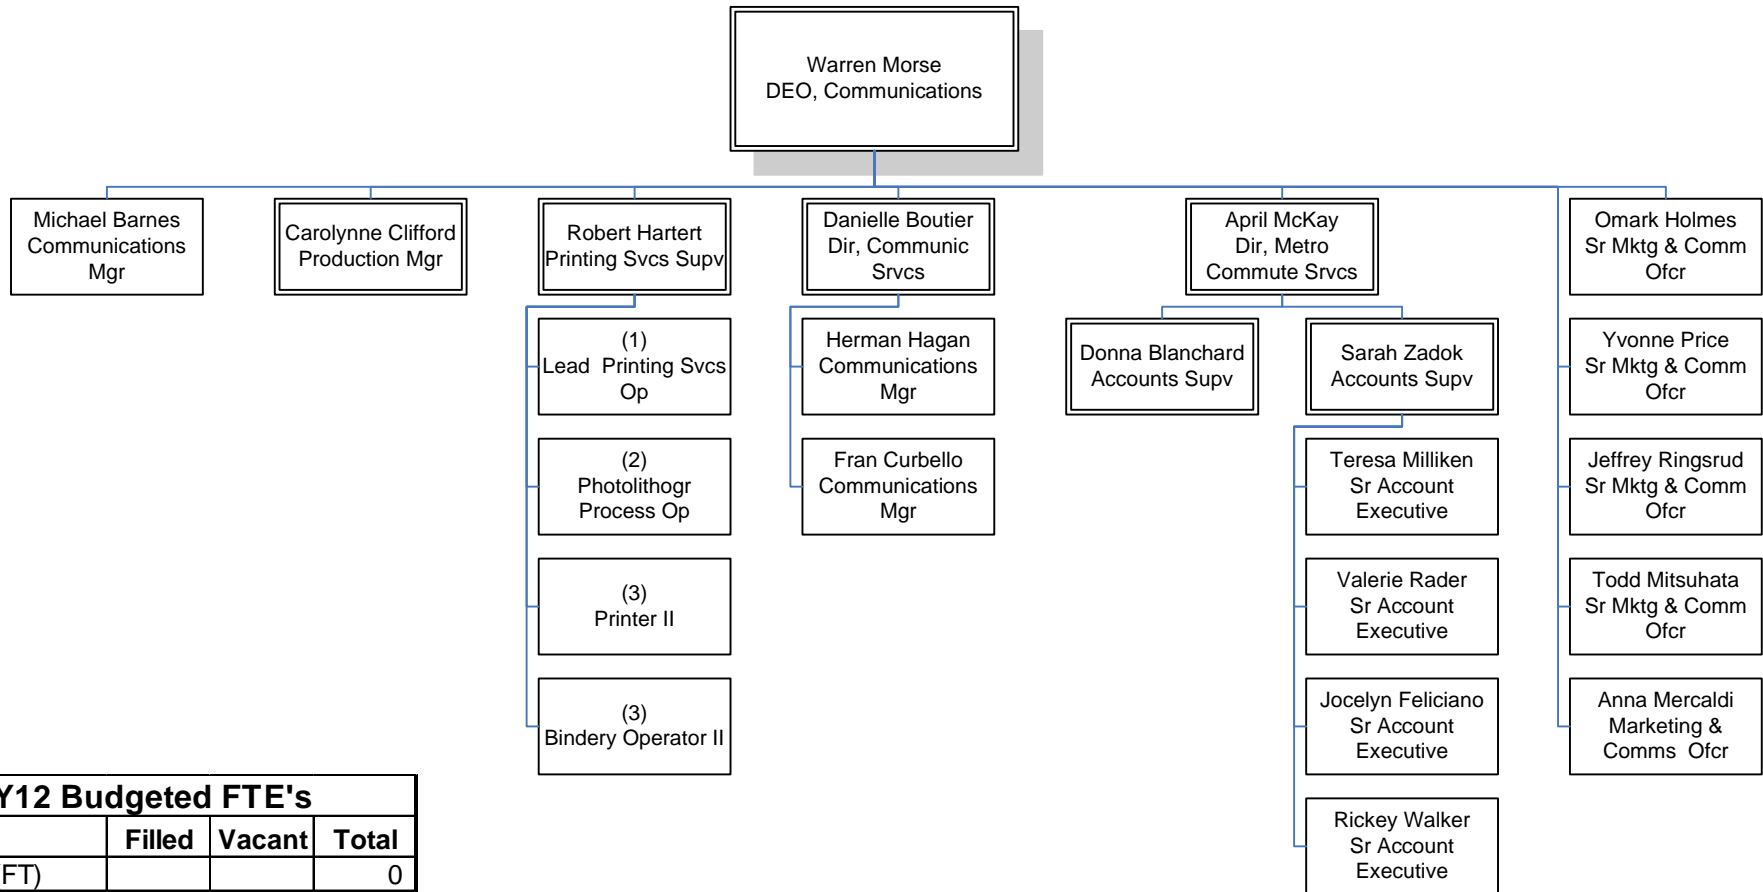 Warren Morse
DEO, Communications
Michael Barnes
Communications
Mgr
Carolynne Clifford
Production Mgr
Robert Hartert
Printing Svcs Supv
Danielle Boutier
Dir, Communic
Srvcs
April McKay
Dir, Metro
Commute Srvcs
Omark Holmes
Sr Mktg & Comm
Ofcr
(1)
Lead Printing Svcs
Op
(2)
Photolithogr
Process Op
(3)
Printer II
(3)
Bindery Operator II
Herman Hagan
Communications
Mgr
Fran Curbello
Communications
Mgr
Donna Blanchard
Accounts Supv
Sarah Zadok
Accounts Supv
Teresa Milliken
Sr Account
Executive
Valerie Rader
Sr Account
Executive
Jocelyn Feliciano
Sr Account
Executive
Rickey Walker
Sr Account
Executive
Yvonne Price
Sr Mktg & Comm
Ofcr
Jeffrey Ringsrud
Sr Mktg & Comm
Ofcr
Todd Mitsuhata
Sr Mktg & Comm
Ofcr
Anna Mercaldi
Marketing &
Comms Ofcr
Y12 Budgeted FTE's
Filled Vacant Total
FT) 0